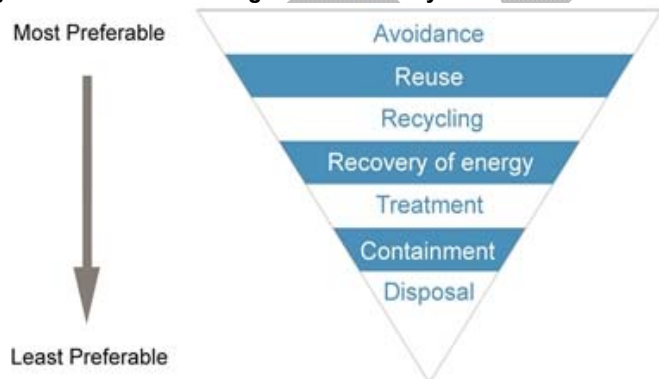 Most Preferable
Avoidance
Reuse
Recycling
Recovery of energy
Treatment
Containment
Disposal
Least Preferable